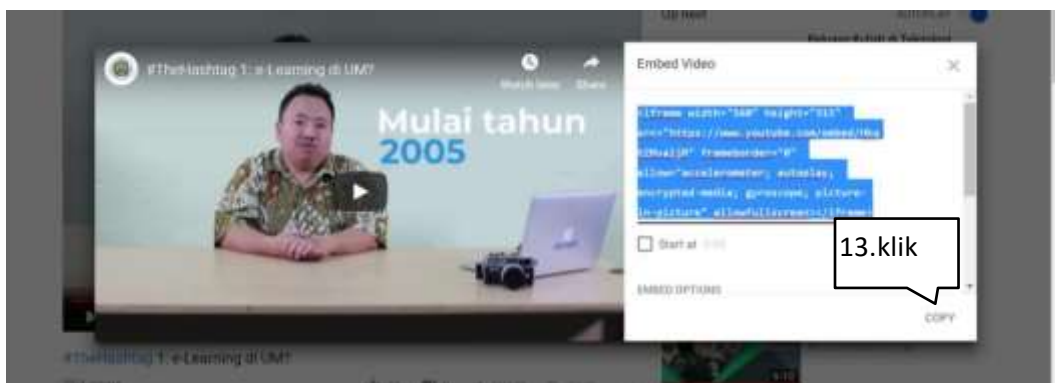 Up next
AUTOPLAY
#TheHashtag 1: e-Learning di UM?
Watch later
Share
Mulai tahun
2005
Embed Video
<iframe width="560" height="315"
src="https://www.youtube.com/embed/
frameborder="0"
allow="accelerometer; autoplay;
encrypted-media; gyroscope; picture-
in-picture" allowfullscreen></iframe>
Start at
13.klik
EMBED OPTIONS
COPY
#TheHashtag 1: e-Learning di UM?